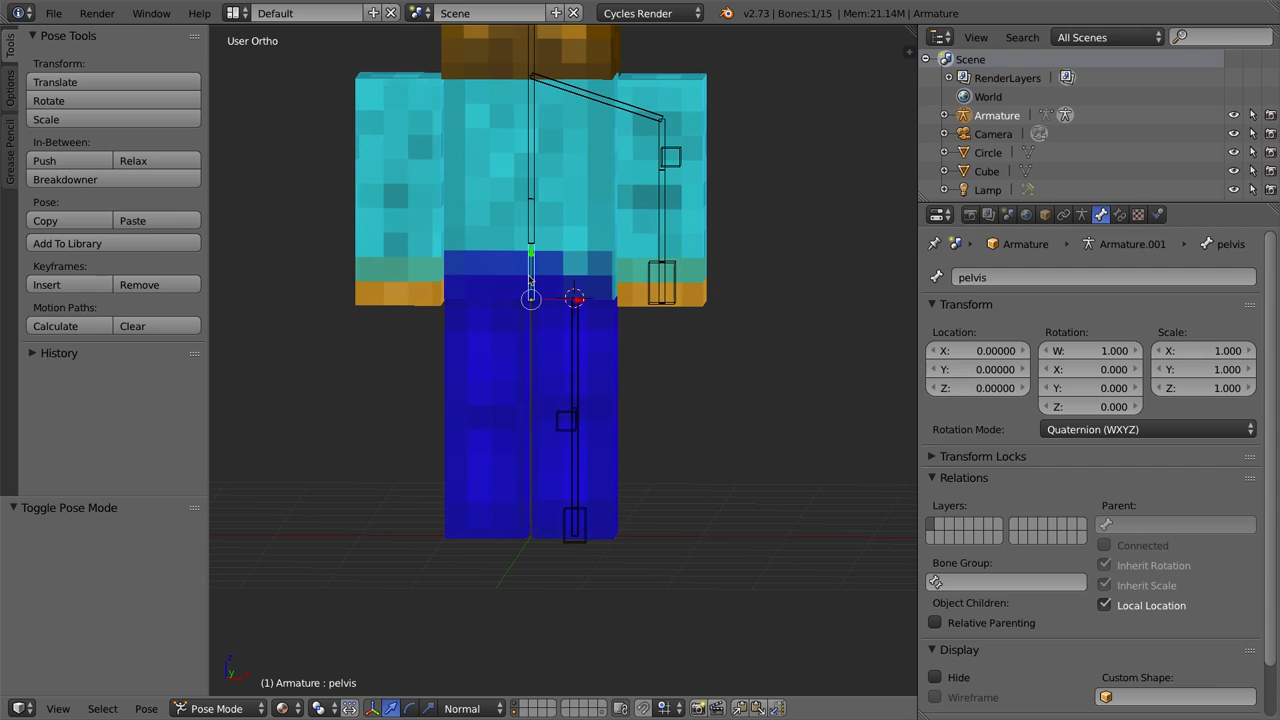 File Render Window Help Default Scene Cycles Render v2.73 | Bones:1/15 | Mem:21.14M | Armature
Tools
Options
Grease Pencil
Pose Tools
Transform:
Translate
Rotate
Scale
In-Between:
Push Relax
Breakdowner
Pose:
Copy Paste
Add To Library
Keyframes:
Insert Remove
Motion Paths:
Calculate Clear
History
Toggle Pose Mode
User Ortho
z
y
(1) Armature : pelvis
View Select Pose Pose Mode Normal
View Search All Scenes
Scene
RenderLayers
World
Armature
Camera
Circle
Cube
Lamp
Armature Armature.001 pelvis
pelvis
Transform
Location: Rotation: Scale:
X: 0.00000 W: 1.000 X: 1.000
Y: 0.00000 X: 0.000 Y: 1.000
Z: 0.00000 Y: 0.000 Z: 1.000
Z: 0.000
Rotation Mode: Quaternion (WXYZ)
Transform Locks
Relations
Layers: Parent:
Connected
Bone Group: Inherit Rotation
Inherit Scale
Object Children: Local Location
Relative Parenting
Display
Hide Custom Shape:
Wireframe